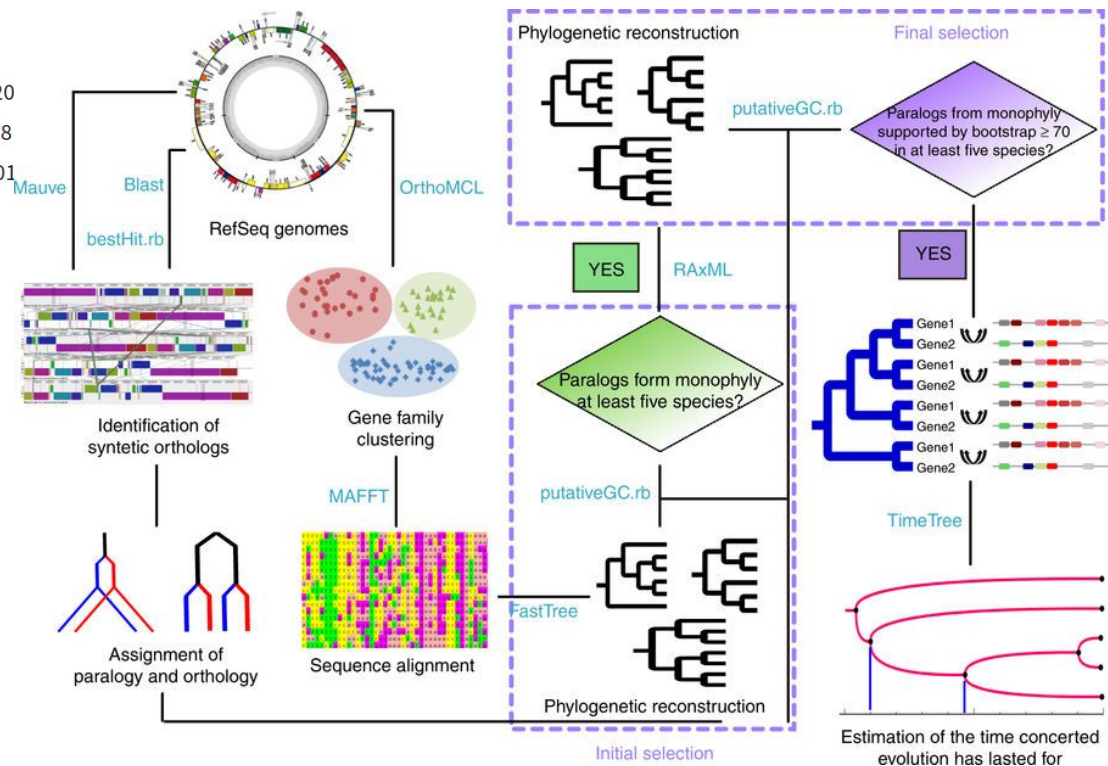 20
8
01
Mauve
Blast
bestHit.rb
OrthoMCL
RefSeq genomes
Identification of
syntetic orthologs
Gene family
clustering
MAFFT
Assignment of
paralogy and orthology
Sequence alignment
FastTree
Phylogenetic reconstruction
Final selection
putativeGC.rb
Paralogs from monophyly
supported by bootstrap ≥ 70
in at least five species?
YES
RAxML
YES
Paralogs form monophyly
at least five species?
putativeGC.rb
Phylogenetic reconstruction
Initial selection
Gene1
Gene2
Gene1
Gene2
Gene1
Gene2
Gene1
Gene2
TimeTree
Estimation of the time concerted
evolution has lasted for